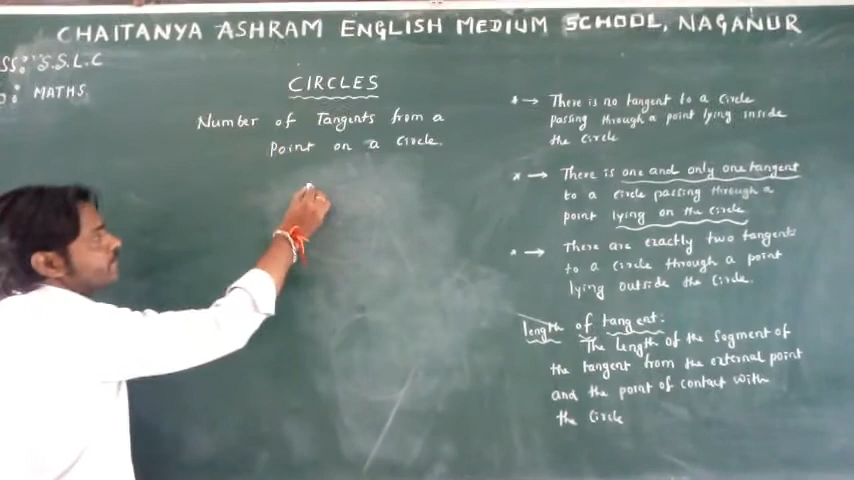 CHAITANYA ASHRAM ENGLISH MEDIUM SCHOOL, NAGANUR
SS: S.S.L.C
: MATHS.
CIRCLES
Number of Tangents from a
Point on a Circle.
* → There is no tangent to a Circle
passing through a point lying inside
the Circle
* → There is one and only one tangent
to a circle passing through a
point lying on the Circle
* → There are exactly two tangents
to a circle through a point
lying outside the Circle.
length of tangent:
The length of the segment of
the tangent from the external point
and the point of contact with
the Circle